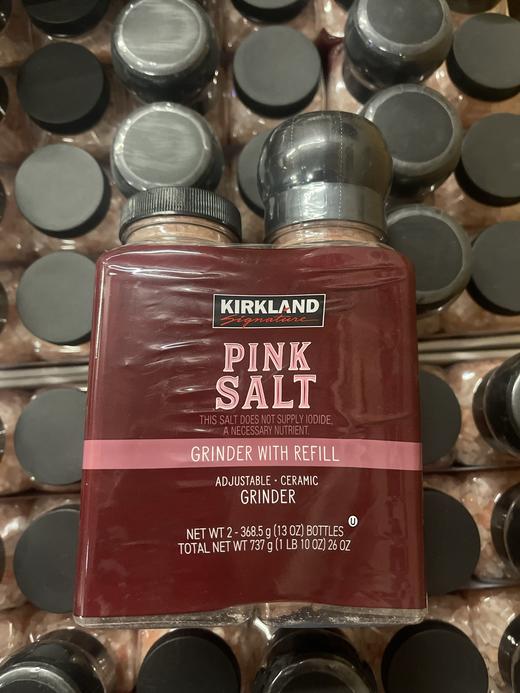 KIRKLAND
Signature
PINK
SALT
THIS SALT DOES NOT SUPPLY IODIDE,
A NECESSARY NUTRIENT.
GRINDER WITH REFILL
ADJUSTABLE • CERAMIC
GRINDER
NET WT 2 - 368.5 g (13 OZ) BOTTLES U
TOTAL NET WT 737 g (1 LB 10 OZ) 26 OZ